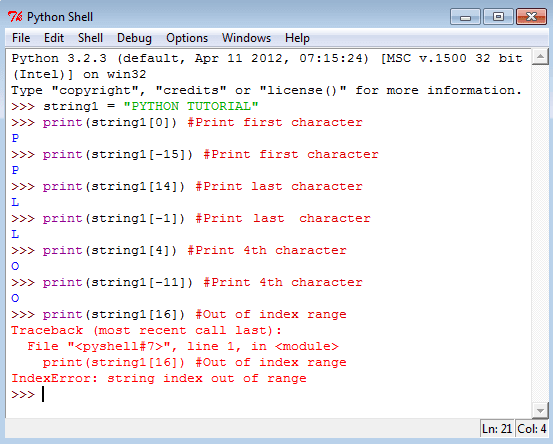 Python Shell
File Edit Shell Debug Options Windows Help
Python 3.2.3 (default, Apr 11 2012, 07:15:24) [MSC v.1500 32 bit
(Intel)] on win32
Type "copyright", "credits" or "license()" for more information.
>>> string1 = "PYTHON TUTORIAL"
>>> print(string1[0]) #Print first character
P
>>> print(string1[-15]) #Print first character
P
>>> print(string1[14]) #Print last character
L
>>> print(string1[-1]) #Print last  character
L
>>> print(string1[4]) #Print 4th character
O
>>> print(string1[-11]) #Print 4th character
O
>>> print(string1[16]) #Out of index range
Traceback (most recent call last):
  File "<pyshell#7>", line 1, in <module>
    print(string1[16]) #Out of index range
IndexError: string index out of range
>>>
Ln: 21 Col: 4